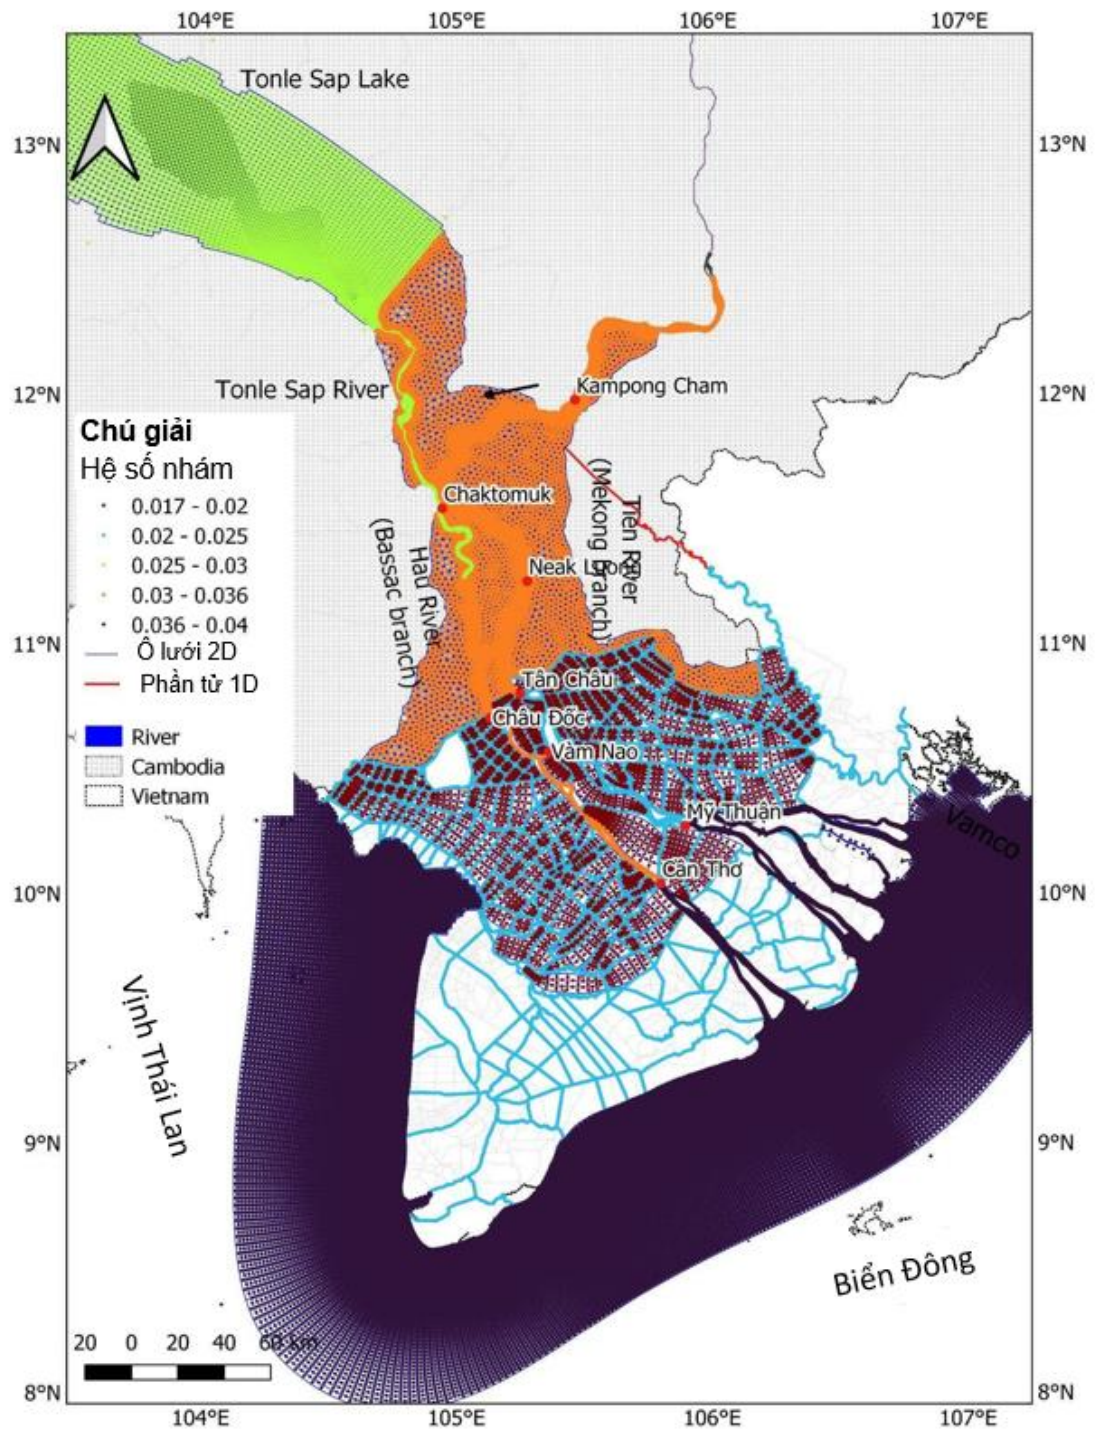 104°E 105°E 106°E 107°E
Tonle Sap Lake
13°N 13°N
Tonle Sap River
12°N 12°N
Kampong Cham
Chú giải
Hệ số nhám
0.017 - 0.02
0.02 - 0.025
0.025 - 0.03
0.03 - 0.036
0.036 - 0.04
Ô lưới 2D
Phần tử 1D
River
Cambodia
Vietnam
Chaktomuk
Hau River
(Bassac branch)
Tiền River
(Mekong branch)
Neak Luong
11°N 11°N
Tân Châu
Châu Đốc
Vàm Nao
Mỹ Thuận
Vamco
Cần Thơ
10°N 10°N
Vịnh Thái Lan
9°N 9°N
Biển Đông
20 0 20 40 60 km
8°N 8°N
104°E 105°E 106°E 107°E